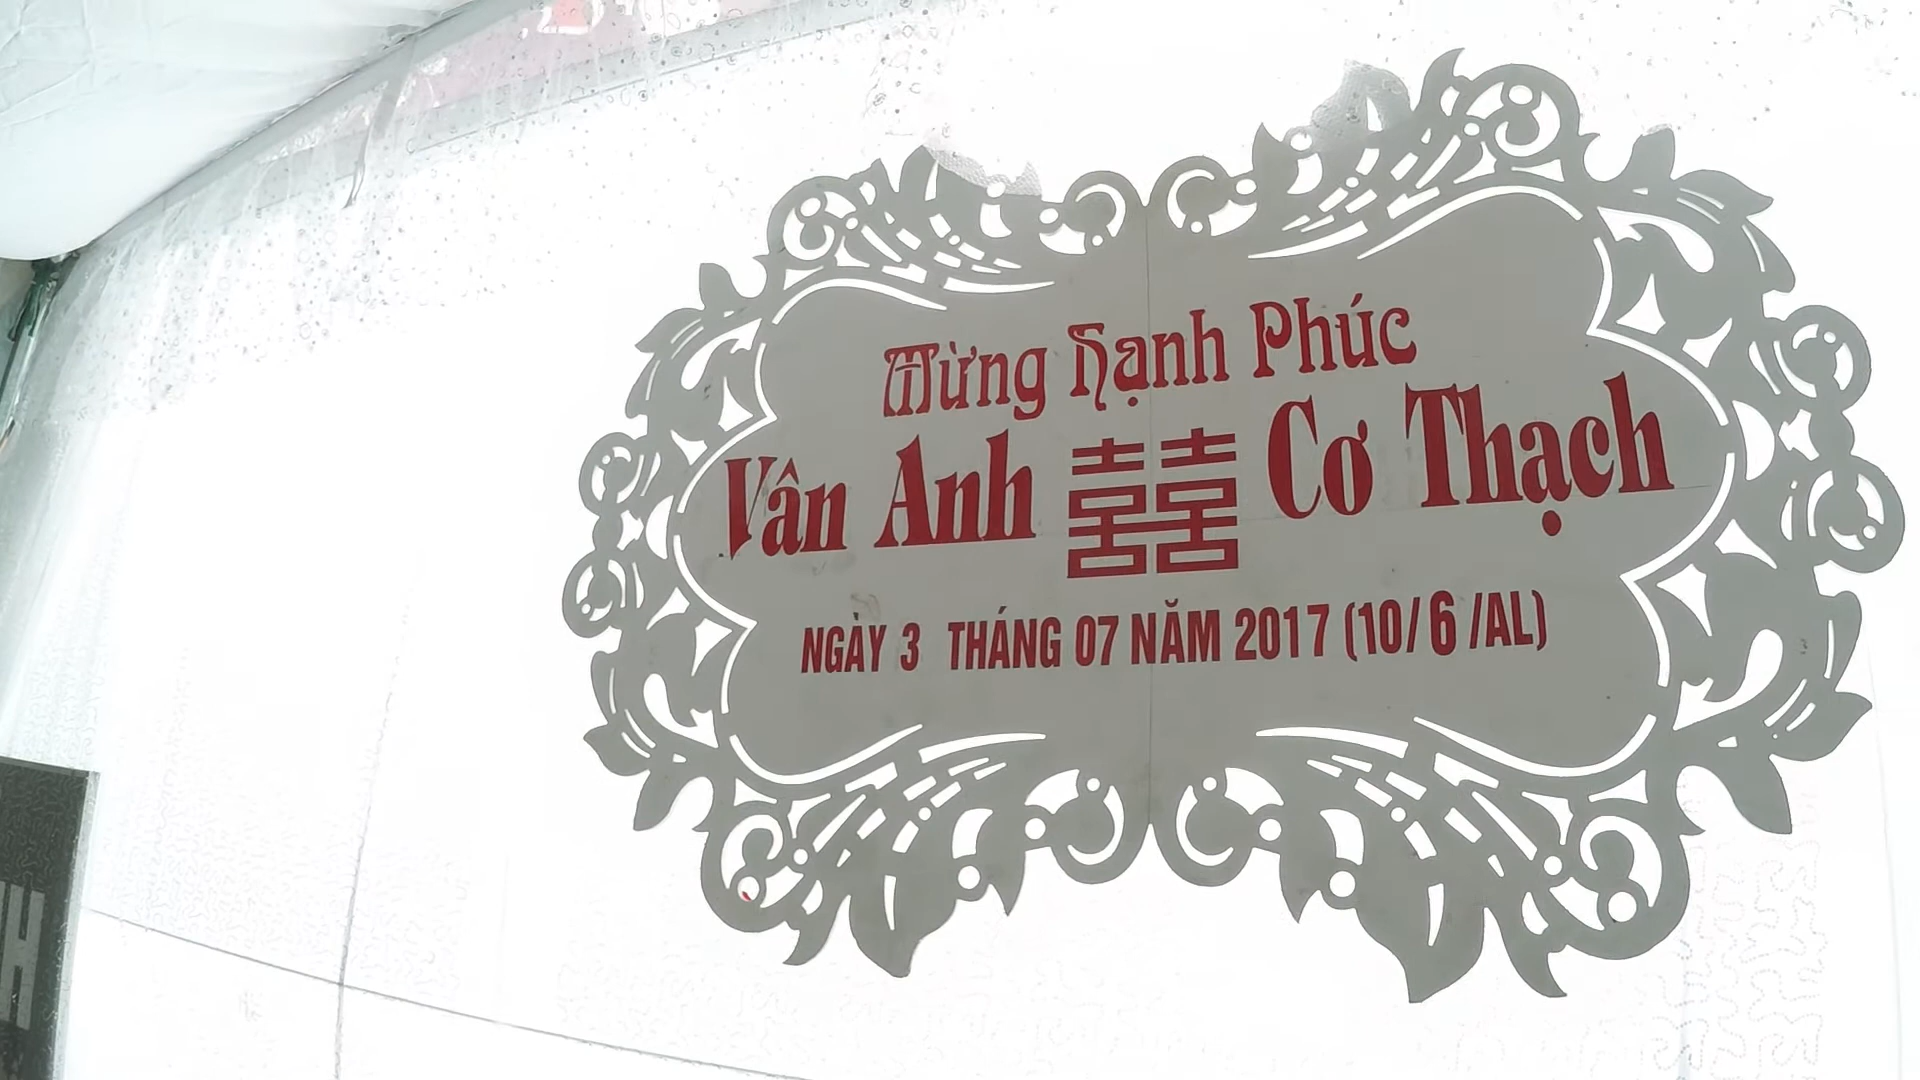 Mừng Hạnh Phúc
Vân Anh 囍 Cơ Thạch
NGÀY 3 THÁNG 07 NĂM 2017 (10/6/AL)